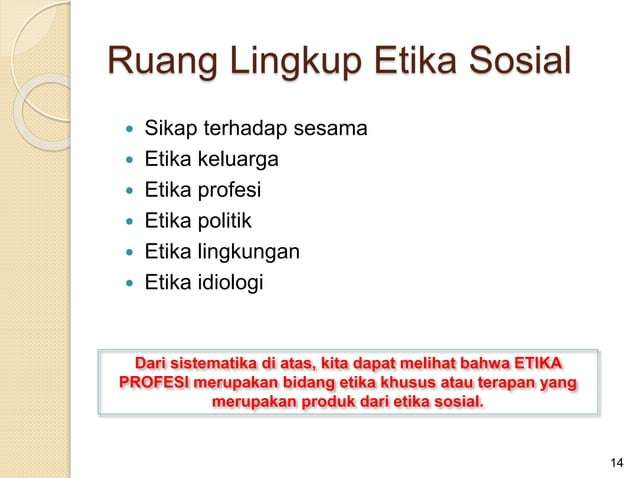 Ruang Lingkup Etika Sosial
• Sikap terhadap sesama
• Etika keluarga
• Etika profesi
• Etika politik
• Etika lingkungan
• Etika idiologi
Dari sistematika di atas, kita dapat melihat bahwa ETIKA
PROFESI merupakan bidang etika khusus atau terapan yang
merupakan produk dari etika sosial.
14